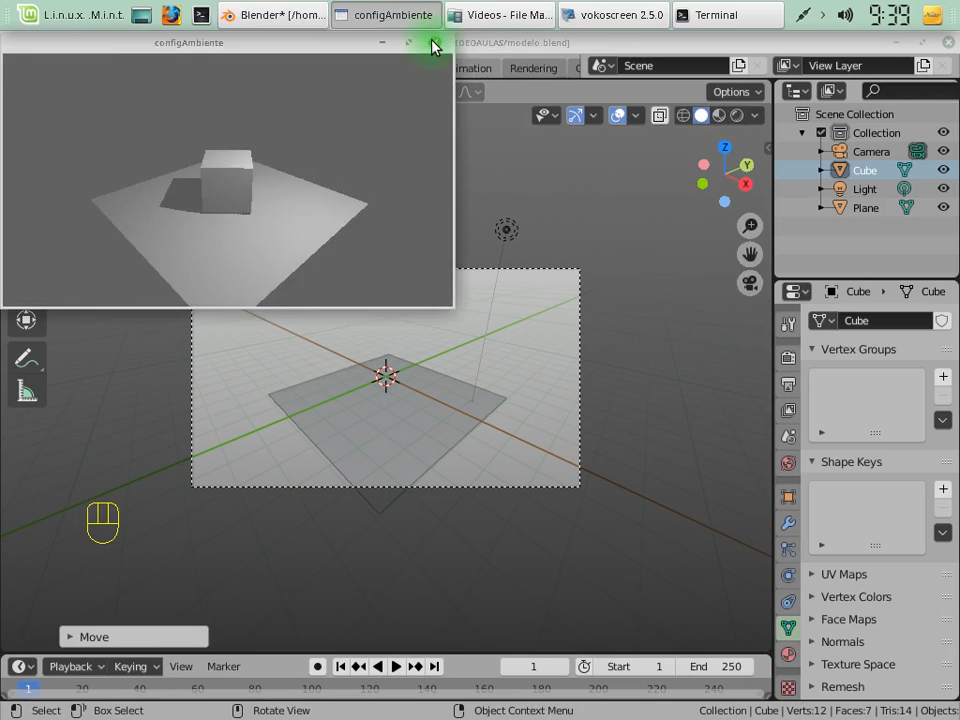 L.i.n.u.x. .M.i.n.t.
Blender* [/hom...
configAmbiente
Videos - File Ma...
vokoscreen 2.5.0
Terminal
9:39
configAmbiente
EOAULAS/modelo.blend]
mation
Rendering
Scene
View Layer
Options
Scene Collection
Collection
Camera
Cube
Light
Plane
Z
Y
X
Cube
Cube
Cube
Vertex Groups
Shape Keys
UV Maps
Vertex Colors
Face Maps
Normals
Texture Space
Remesh
Move
Playback
Keying
View
Marker
1
Start 1
End 250
1 20 40 60 80 100 120 140 160 180 200 220 240
Select
Box Select
Rotate View
Object Context Menu
Collection | Cube | Verts:12 | Faces:7 | Tris:14 | Objects: